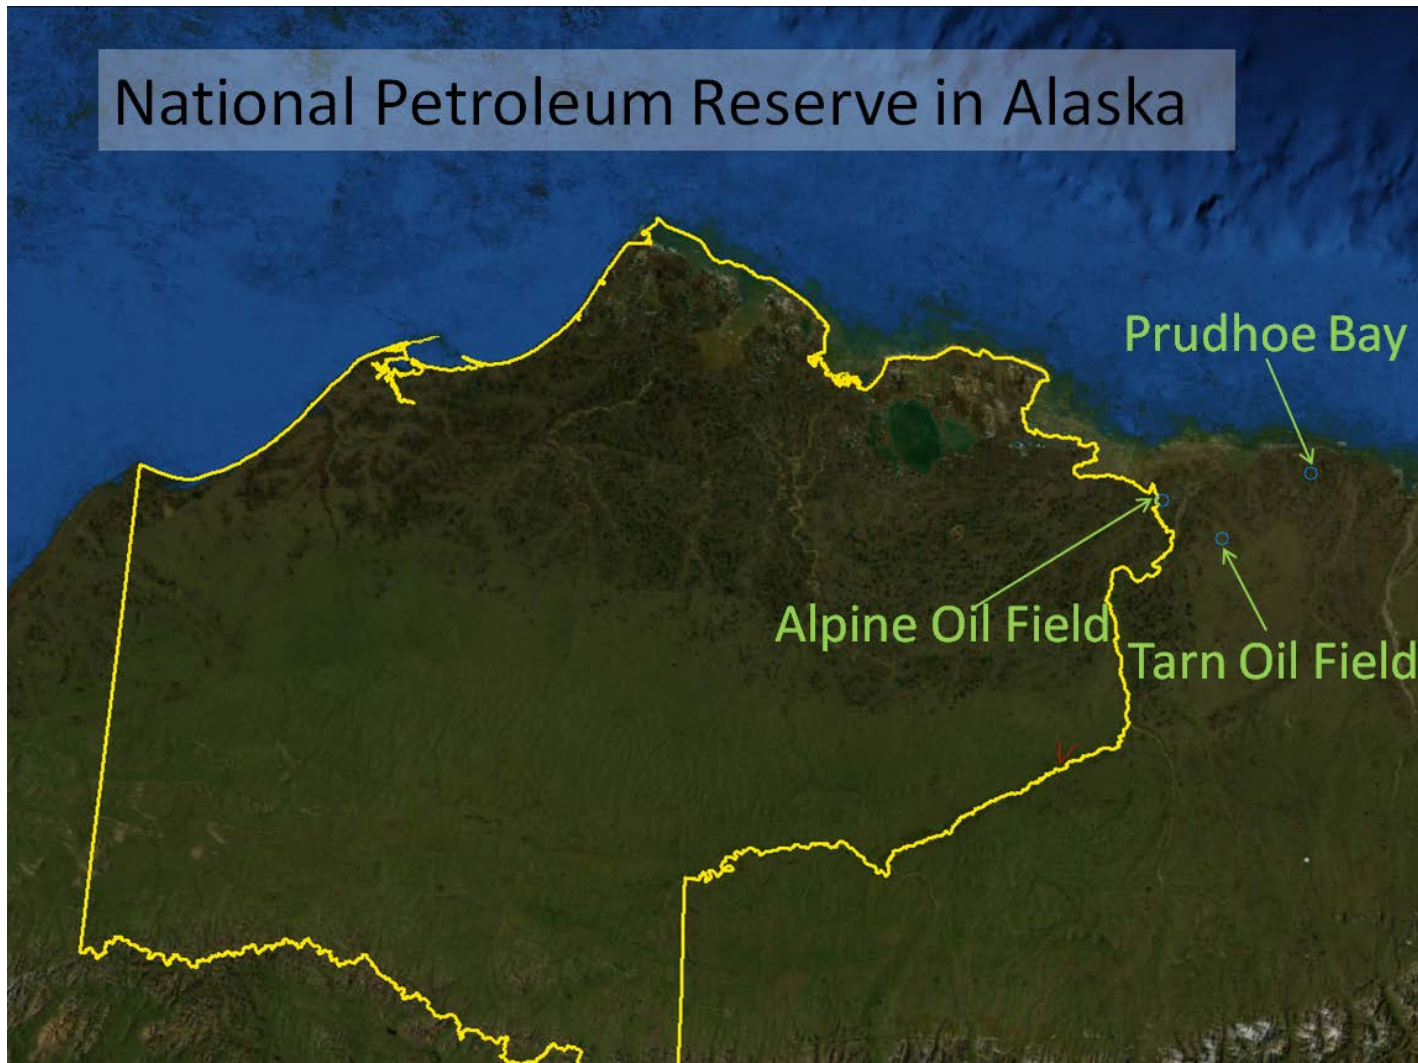 National Petroleum Reserve in Alaska
Prudhoe Bay
Alpine Oil Field
Tarn Oil Field